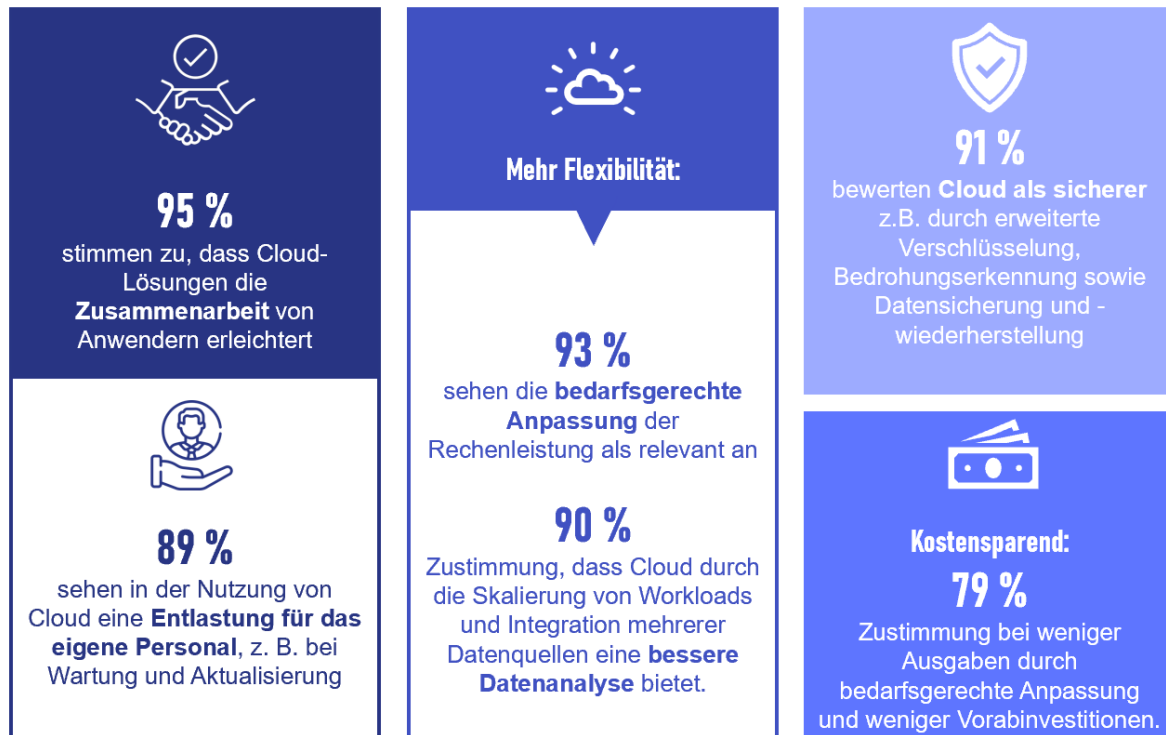 95 %
stimmen zu, dass Cloud-
Lösungen die
Zusammenarbeit von
Anwendern erleichtert
89 %
sehen in der Nutzung von
Cloud eine Entlastung für das
eigene Personal, z. B. bei
Wartung und Aktualisierung
Mehr Flexibilität:
93 %
sehen die bedarfsgerechte
Anpassung der
Rechenleistung als relevant an
90 %
Zustimmung, dass Cloud durch
die Skalierung von Workloads
und Integration mehrerer
Datenquellen eine bessere
Datenanalyse bietet.
91 %
bewerten Cloud als sicherer
z.B. durch erweiterte
Verschlüsselung,
Bedrohungserkennung sowie
Datensicherung und -
wiederherstellung
Kostensparend:
79 %
Zustimmung bei weniger
Ausgaben durch
bedarfsgerechte Anpassung
und weniger Vorabinvestitionen.